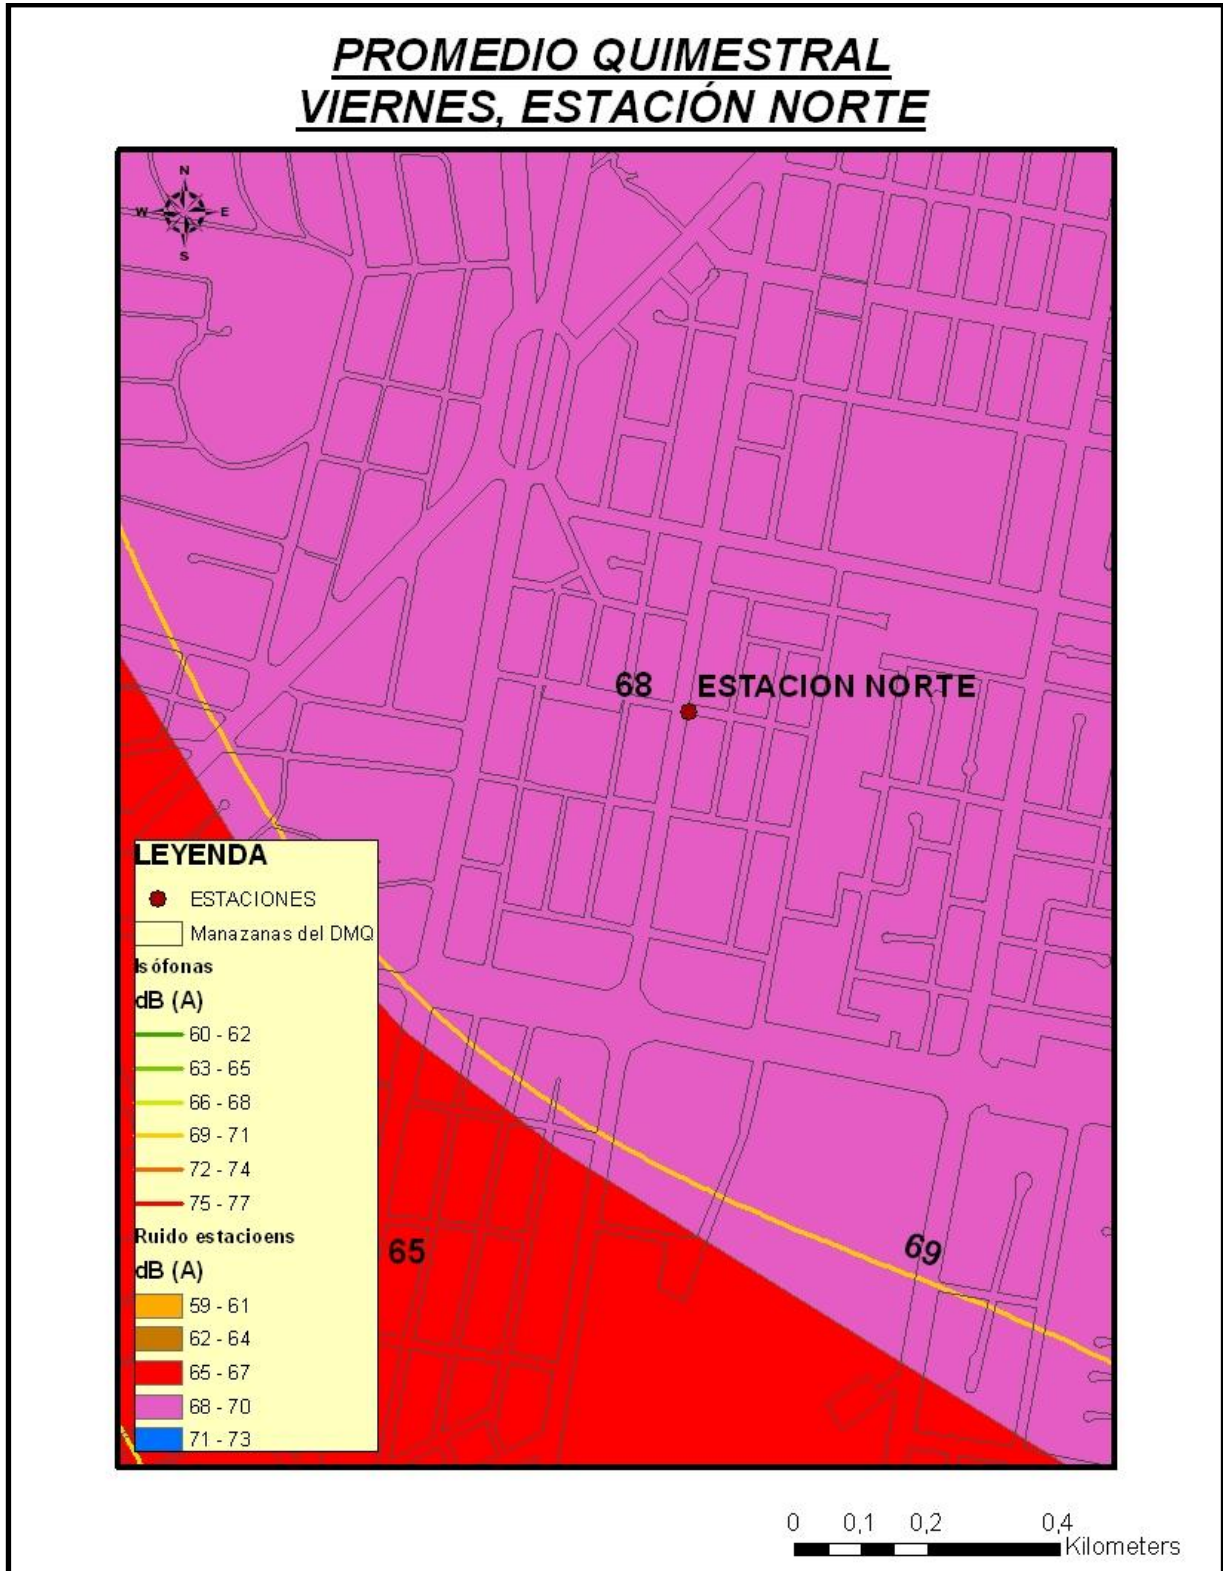 PROMEDIO QUIMESTRAL
VIERNES, ESTACIÓN NORTE
N
W E
S
68 ESTACION NORTE
LEYENDA
ESTACIONES
Manazanas del DMQ
Isófonas
dB (A)
60 - 62
63 - 65
66 - 68
69 - 71
72 - 74
75 - 77
Ruido estacioens
dB (A)
59 - 61
62 - 64
65 - 67
68 - 70
71 - 73
65
69
0 0,1 0,2 0,4
Kilometers